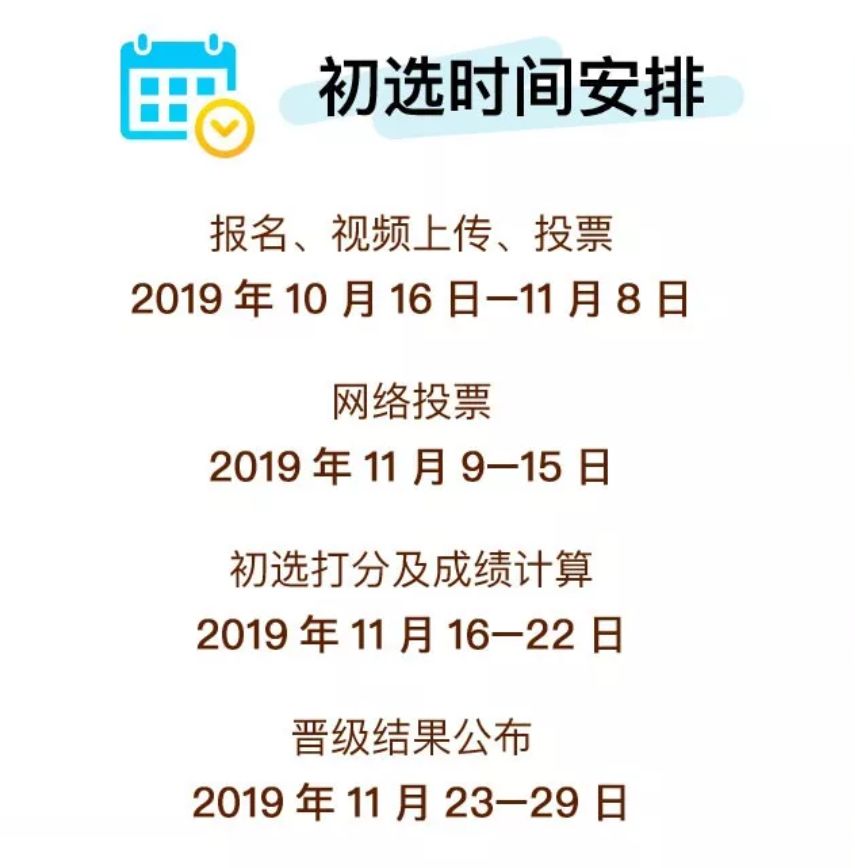 初选时间安排
报名、视频上传、投票
2019 年 10 月 16 日—11 月 8 日
网络投票
2019 年 11 月 9—15 日
初选打分及成绩计算
2019 年 11 月 16—22 日
晋级结果公布
2019 年 11 月 23—29 日